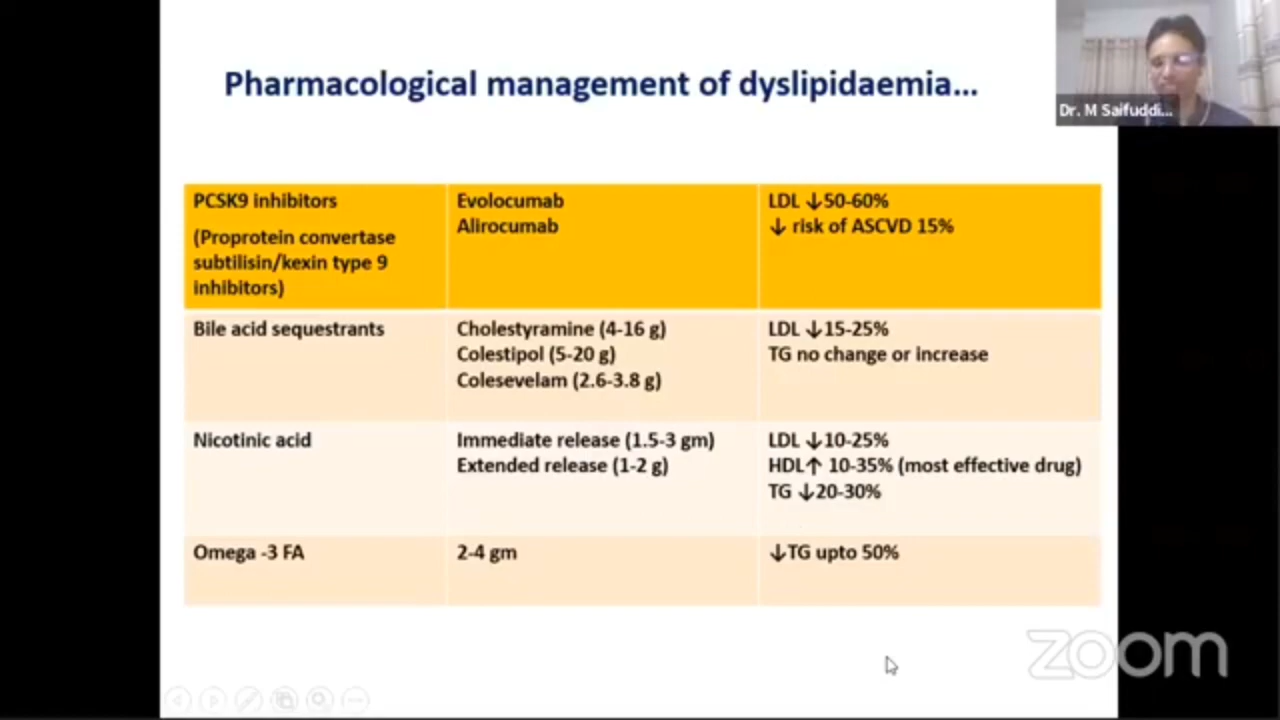 Pharmacological management of dyslipidaemia...
Dr. M Saifuddi...
PCSK9 inhibitors
(Proprotein convertase
subtilisin/kexin type 9
inhibitors)
Evolocumab
Alirocumab
LDL ↓50-60%
↓ risk of ASCVD 15%
Bile acid sequestrants
Cholestyramine (4-16 g)
Colestipol (5-20 g)
Colesevelam (2.6-3.8 g)
LDL ↓15-25%
TG no change or increase
Nicotinic acid
Immediate release (1.5-3 gm)
Extended release (1-2 g)
LDL ↓10-25%
HDL↑ 10-35% (most effective drug)
TG ↓20-30%
Omega -3 FA
2-4 gm
↓TG upto 50%
zoom